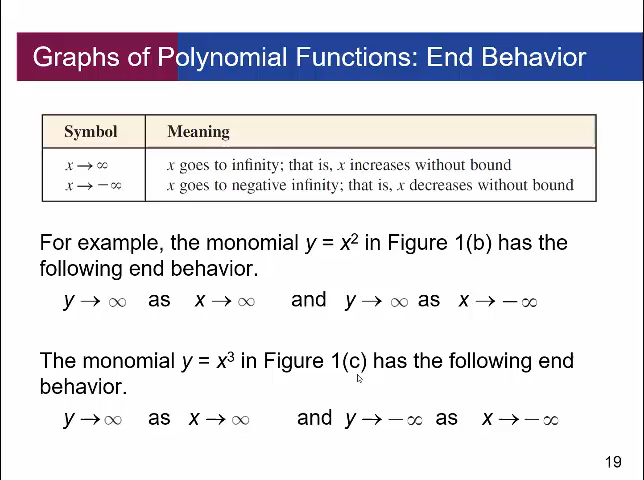 Graphs of Polynomial Functions: End Behavior
Symbol Meaning
x → ∞ x goes to infinity; that is, x increases without bound
x → −∞ x goes to negative infinity; that is, x decreases without bound
For example, the monomial y = x² in Figure 1(b) has the
following end behavior.
y → ∞ as x → ∞ and y → ∞ as x → −∞
The monomial y = x³ in Figure 1(c) has the following end
behavior.
y → ∞ as x → ∞ and y → −∞ as x → −∞
19